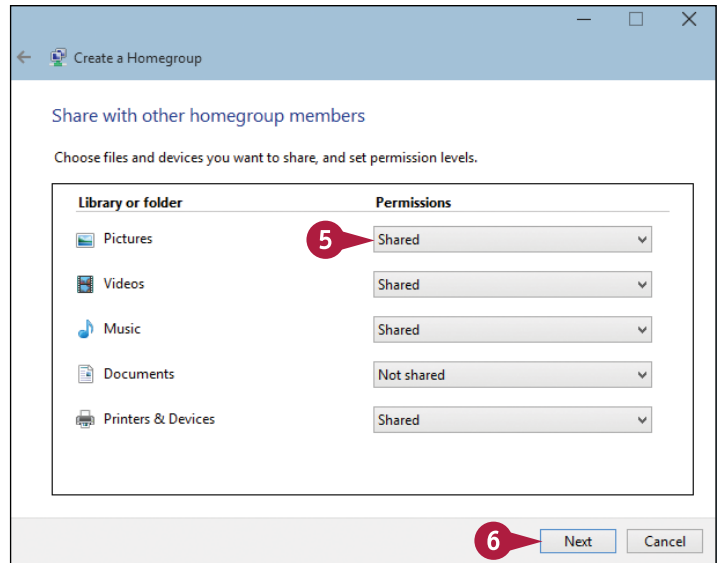 Create a Homegroup
Share with other homegroup members
Choose files and devices you want to share, and set permission levels.
Library or folder Permissions
Pictures 5 Shared
Videos Shared
Music Shared
Documents Not shared
Printers & Devices Shared
6 Next Cancel